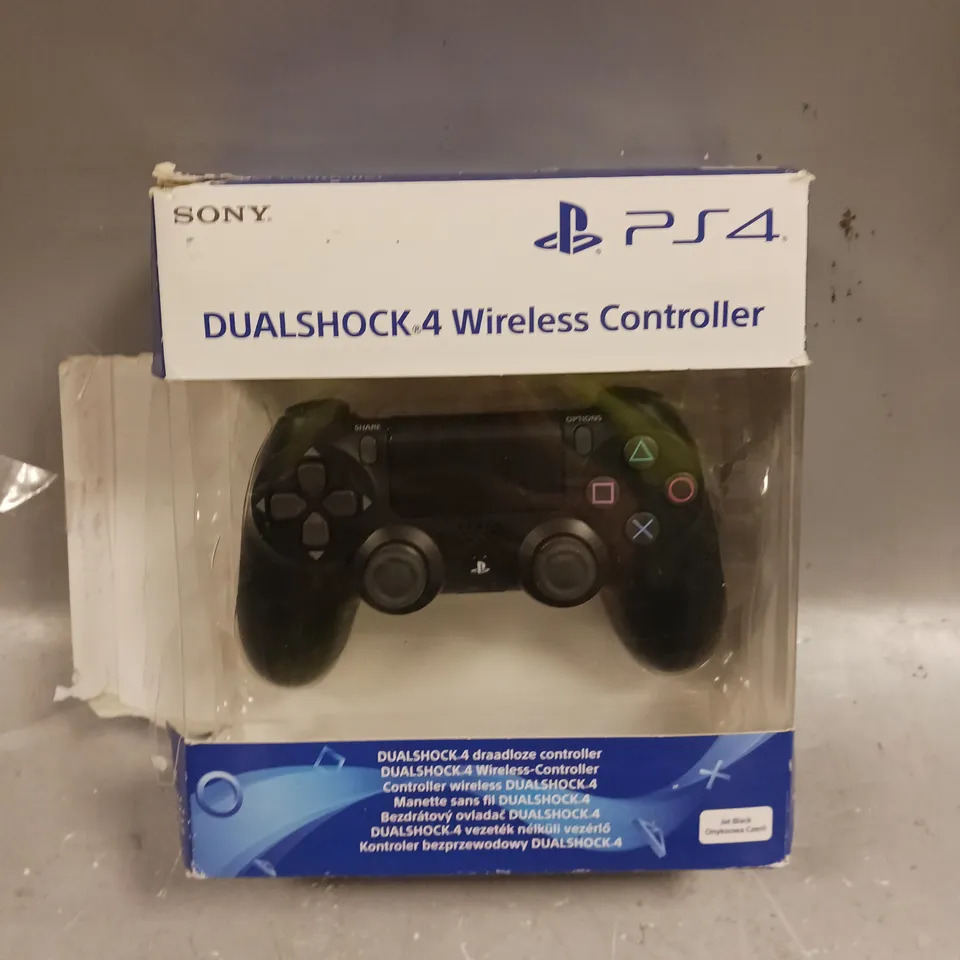 SONY
PS4
DUALSHOCK®4 Wireless Controller
SHARE
OPTIONS
DUALSHOCK®4 draadloze controller
DUALSHOCK®4 Wireless-Controller
Controller wireless DUALSHOCK®4
Manette sans fil DUALSHOCK®4
Bezdrátový ovladač DUALSHOCK®4
DUALSHOCK®4 vezeték nélküli vezérlő
Kontroler bezprzewodowy DUALSHOCK®4
Jet Black
Onyksowa Czerń